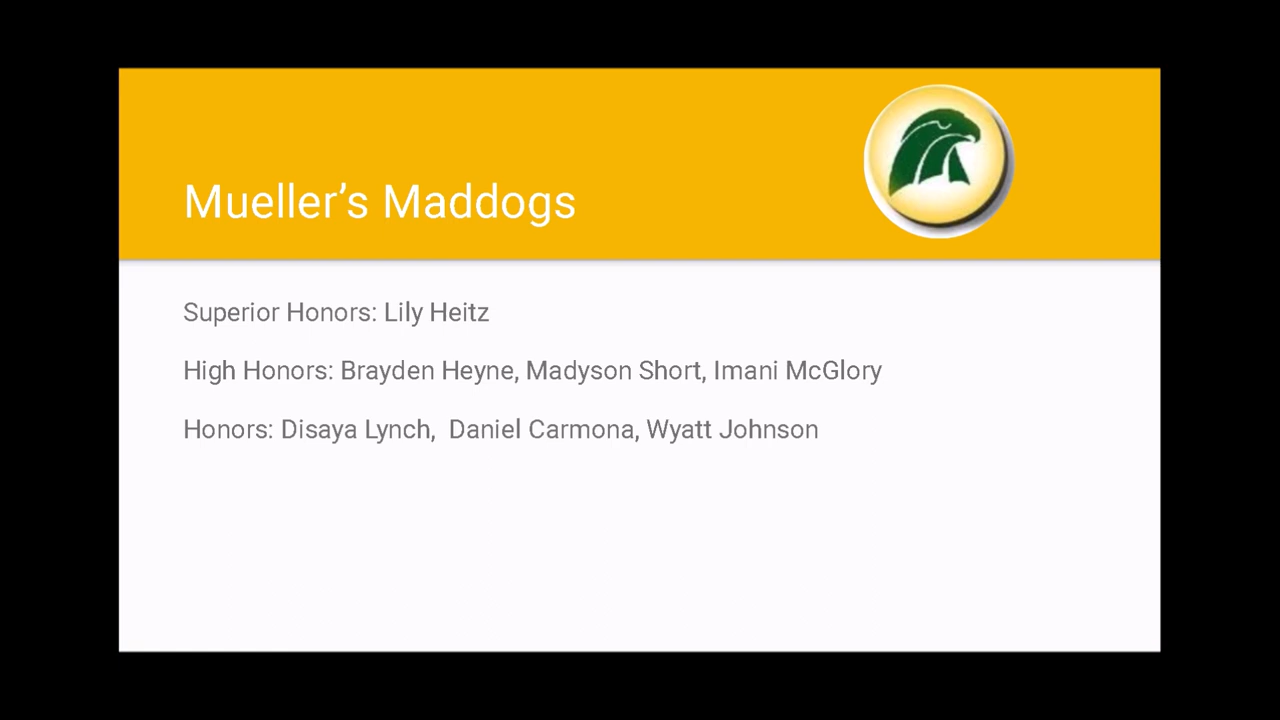 Mueller’s Maddogs
Superior Honors: Lily Heitz
High Honors: Brayden Heyne, Madyson Short, Imani McGlory
Honors: Disaya Lynch,  Daniel Carmona, Wyatt Johnson